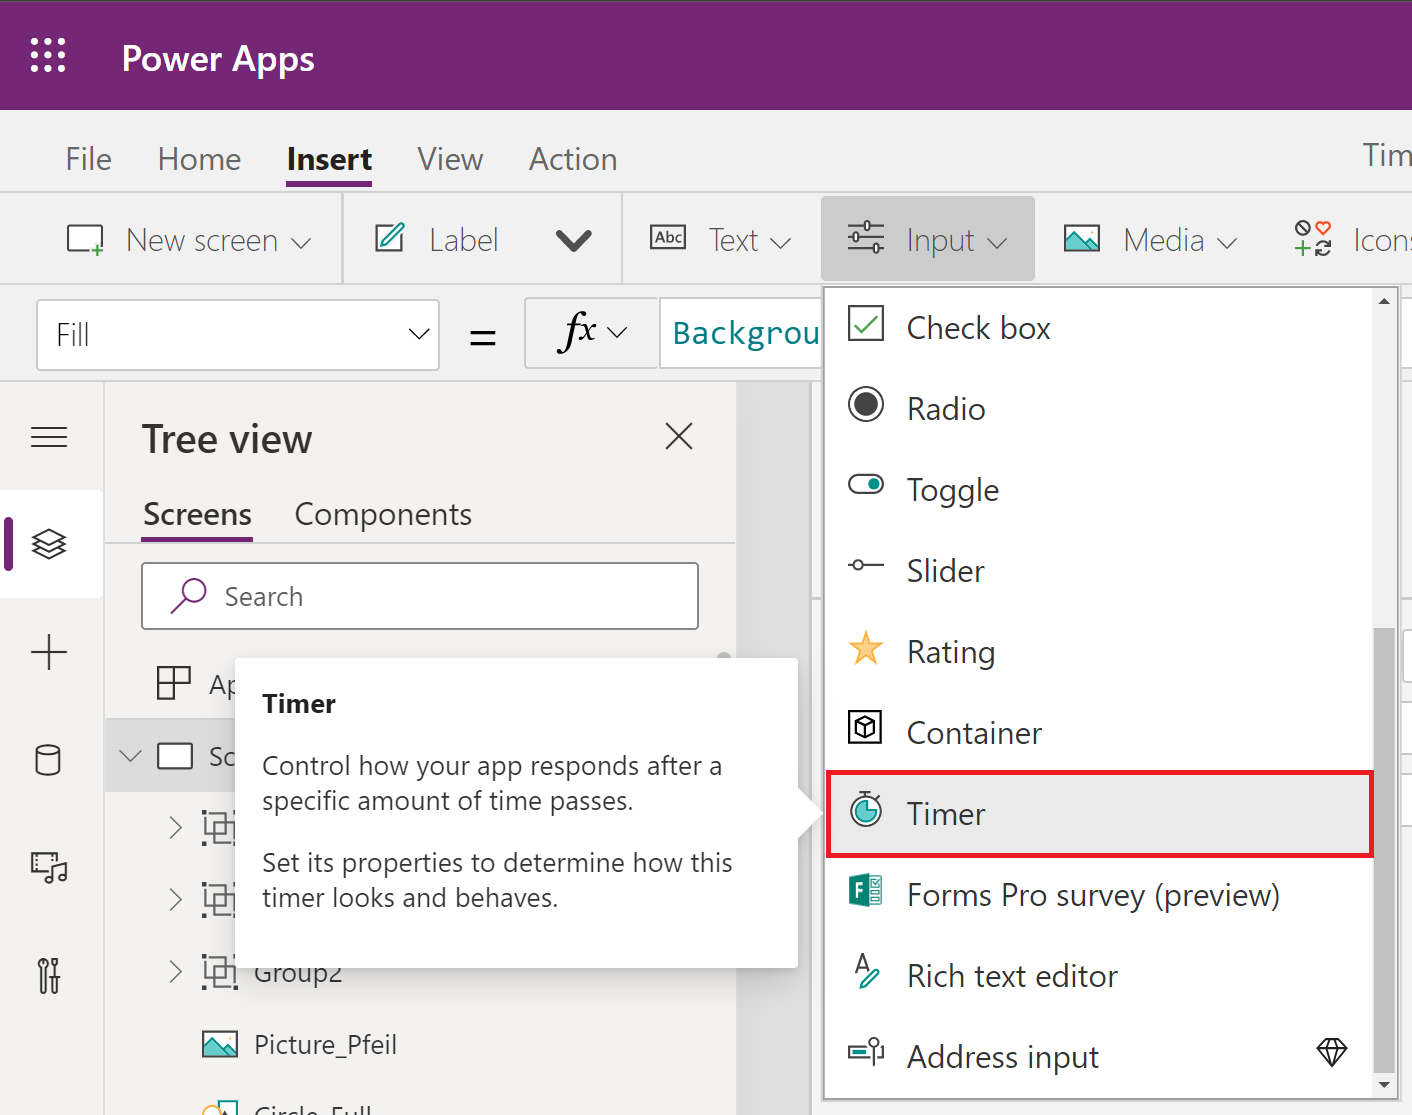 Power Apps
File Home Insert View Action Tim
New screen Label Abc Text Input Media Icons
Fill = fx Backgrou
Tree view
Screens Components
Search
Ap
Sc
Group2
Picture_Pfeil
Circle_Full
Timer
Control how your app responds after a
specific amount of time passes.
Set its properties to determine how this
timer looks and behaves.
Check box
Radio
Toggle
Slider
Rating
Container
Timer
F Forms Pro survey (preview)
Rich text editor
Address input